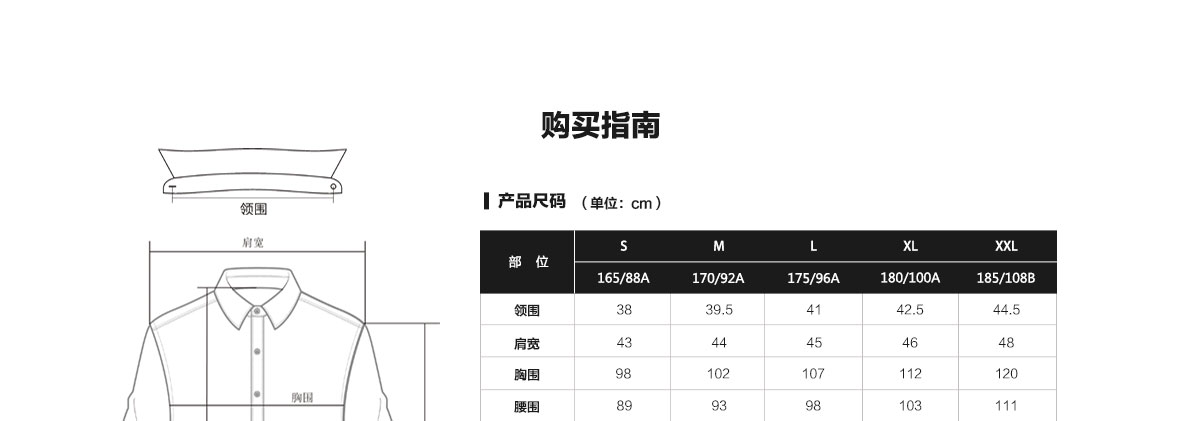 购买指南
领围
肩宽
胸围
产品尺码 （单位：cm）
部 位 S M L XL XXL
165/88A 170/92A 175/96A 180/100A 185/108B
领围 38 39.5 41 42.5 44.5
肩宽 43 44 45 46 48
胸围 98 102 107 112 120
腰围 89 93 98 103 111